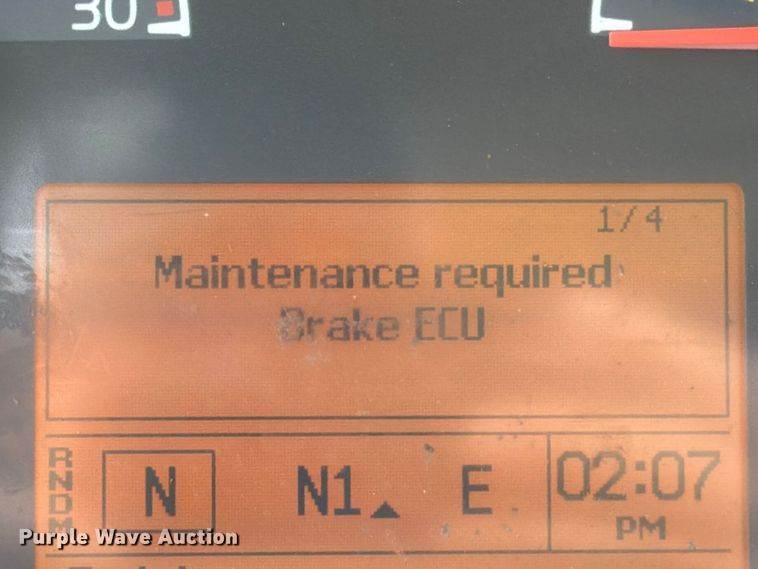 30
1/4
Maintenance required
Brake ECU
R
N
D
M
N
N1
E
02:07
PM
Purple Wave Auction